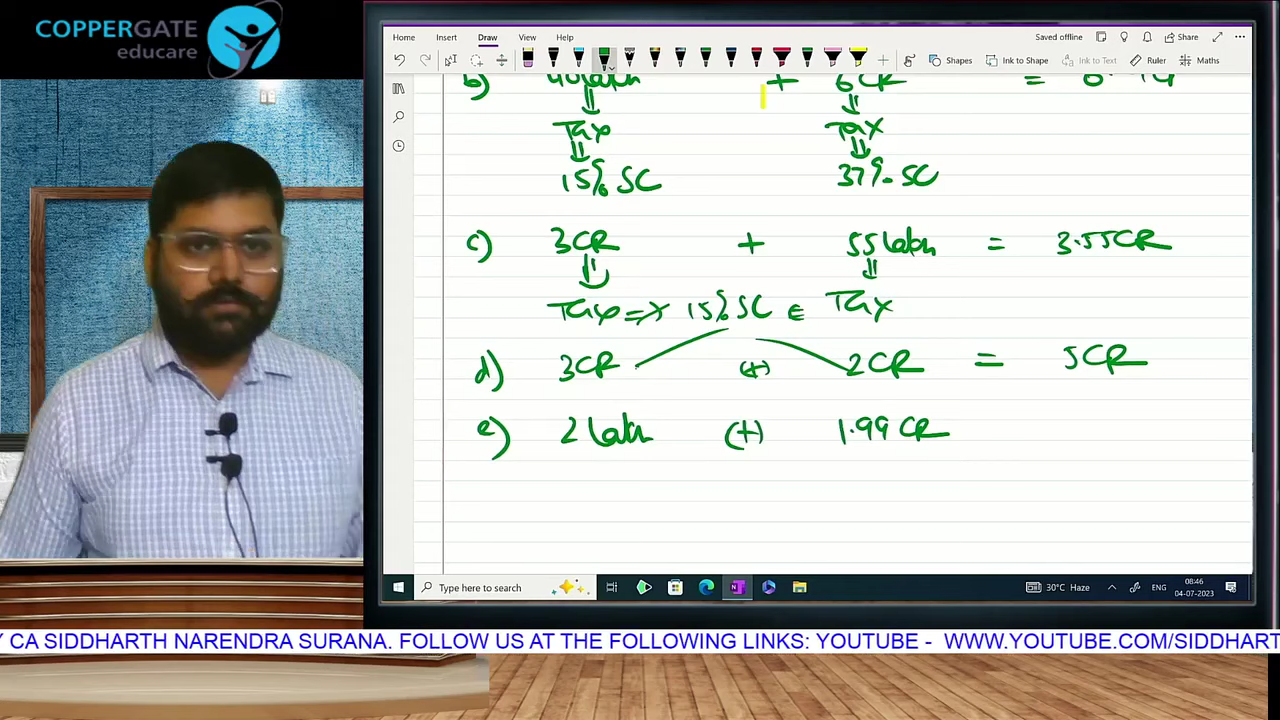 COPPERGATE
educare
Home Insert Draw View Help
Saved offline
Share
Shapes Ink to Shape Ink to Text Ruler Maths
b) + 6CR =
Tax Tax
15% SC 37% SC
c) 3CR + 55 lakh = 3.55CR
Tax => 15% SC Tax
d) 3CR (+) 2CR = 5CR
e) 2 lakh (+) 1.99 CR
Type here to search
30°C Haze
ENG
08:46
04-07-2023
Y CA SIDDHARTH NARENDRA SURANA. FOLLOW US AT THE FOLLOWING LINKS: YOUTUBE - WWW.YOUTUBE.COM/SIDDHART